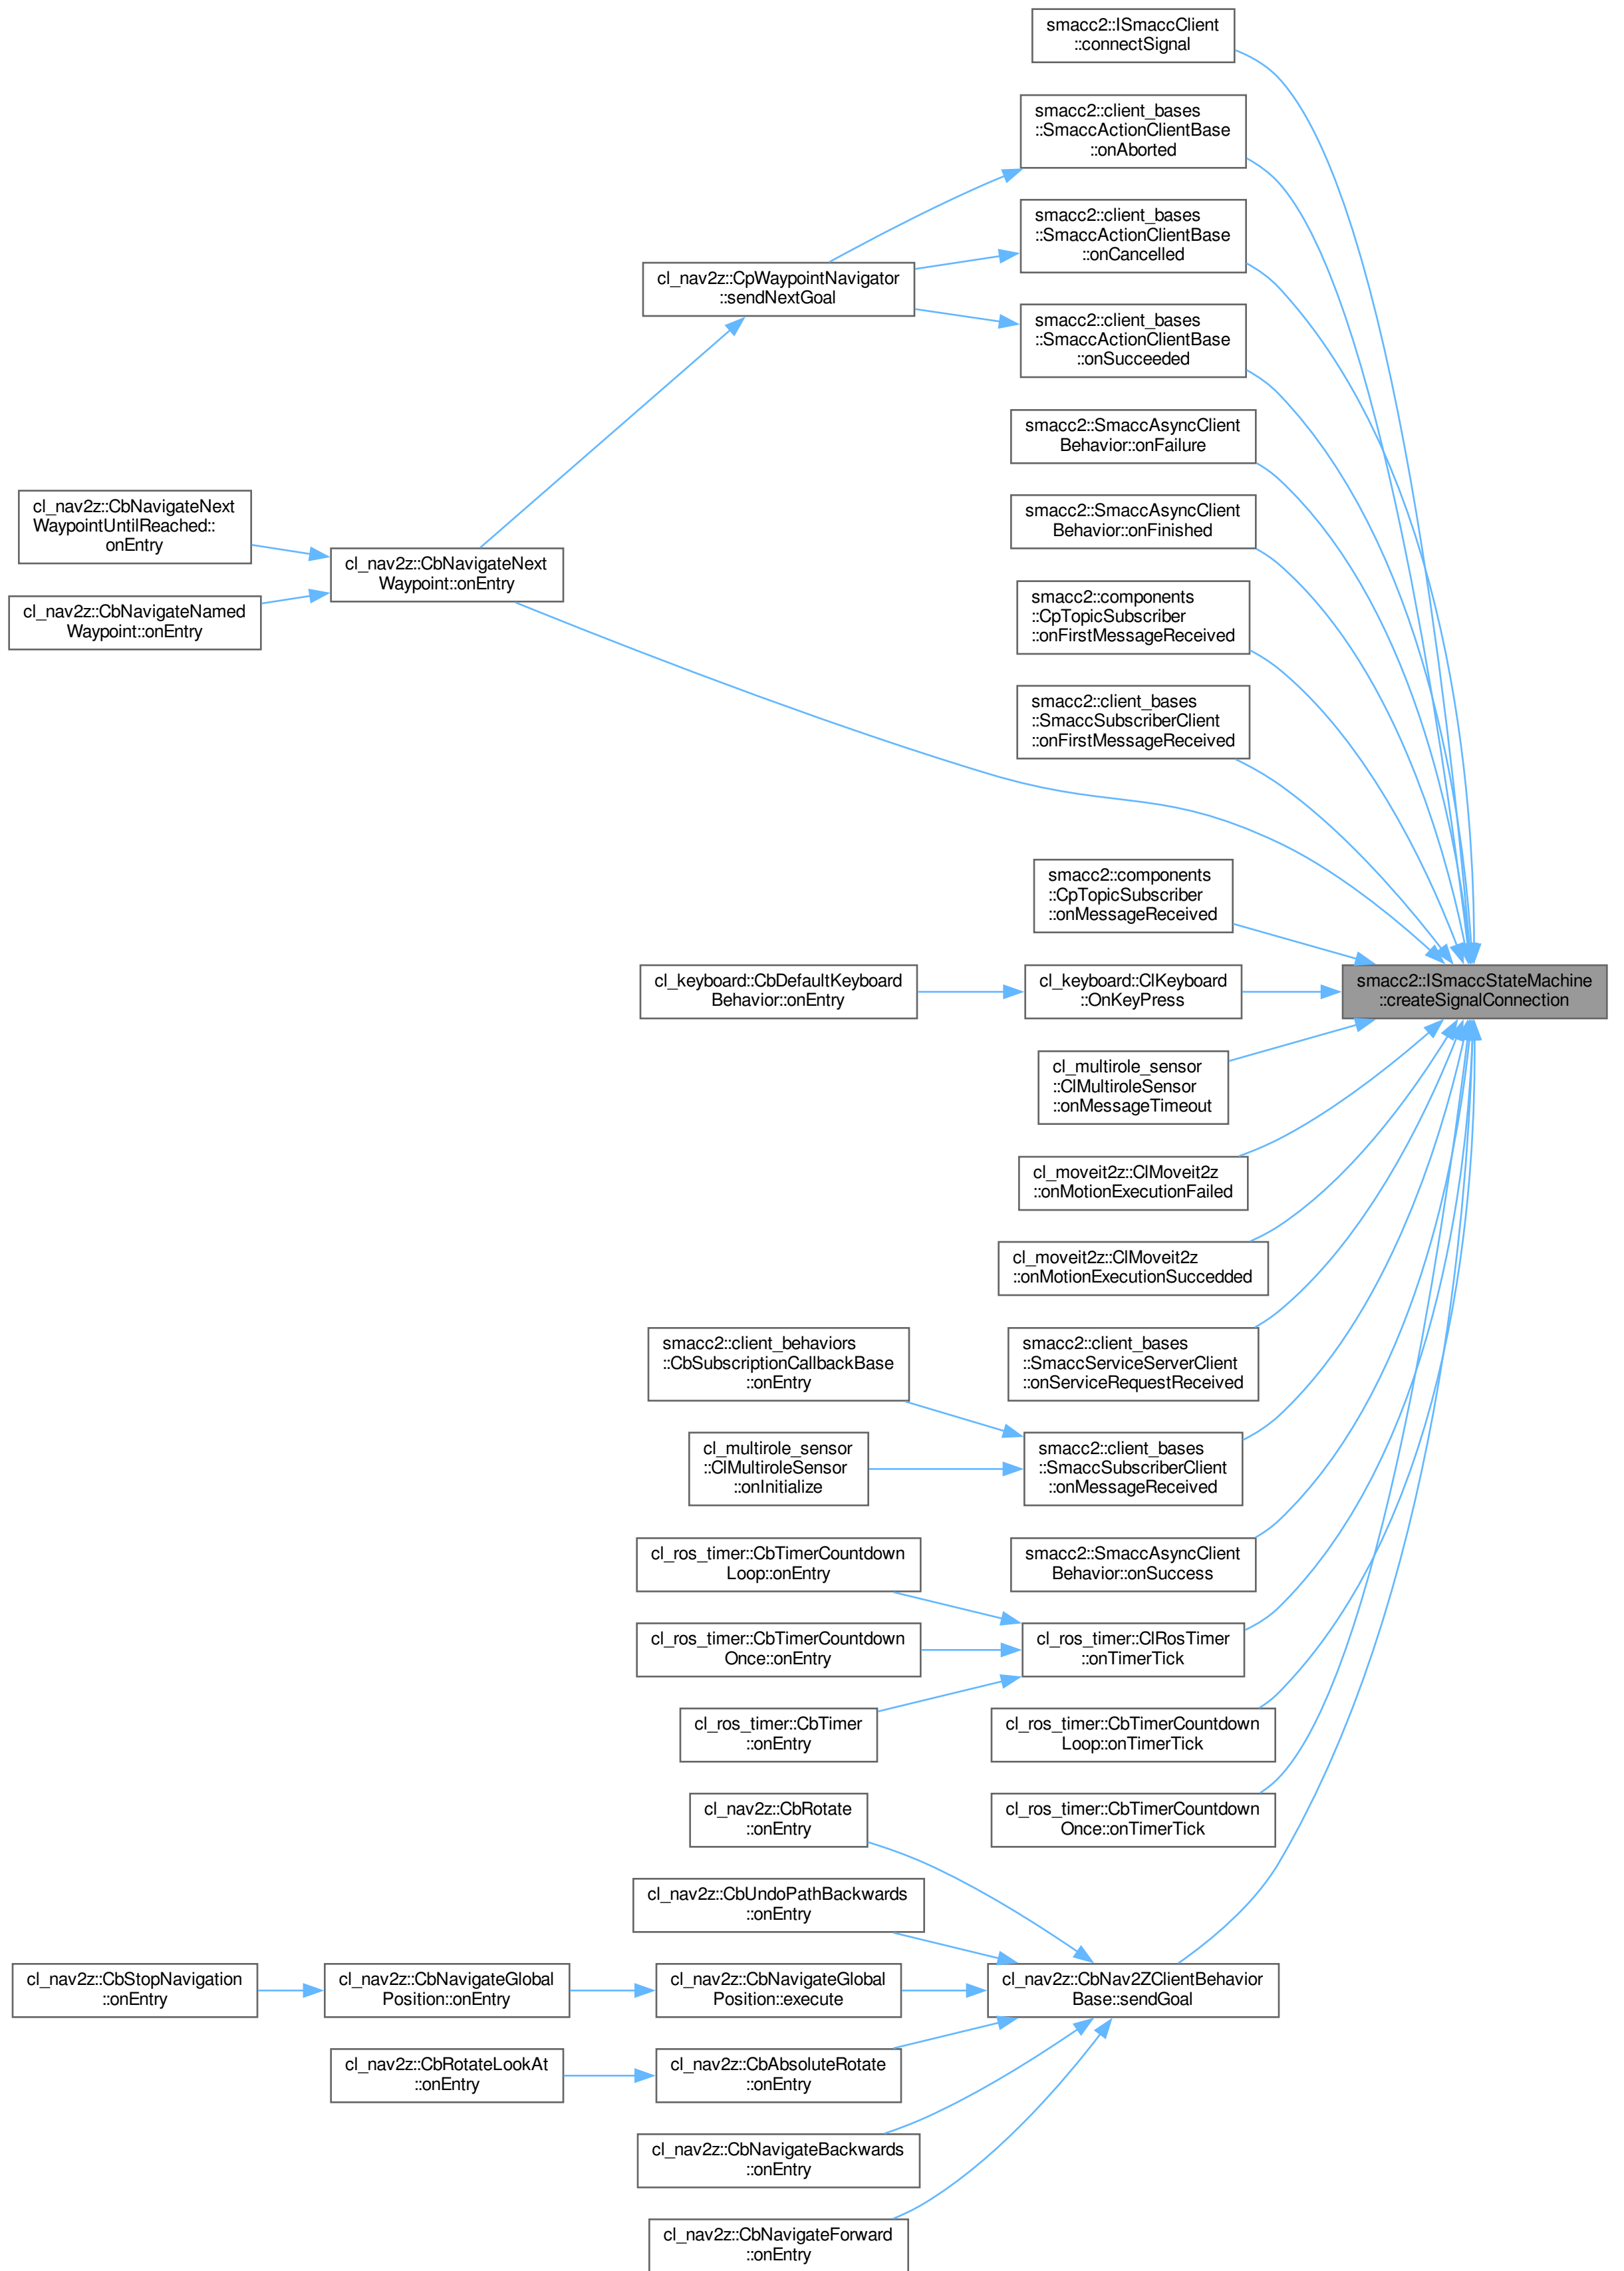 smacc2::ISmaccClient
::connectSignal
smacc2::client_bases
::SmaccActionClientBase
::onAborted
smacc2::client_bases
::SmaccActionClientBase
::onCancelled
cl_nav2z::CpWaypointNavigator
::sendNextGoal
smacc2::client_bases
::SmaccActionClientBase
::onSucceeded
smacc2::SmaccAsyncClient
Behavior::onFailure
cl_nav2z::CbNavigateNext
WaypointUntilReached::
onEntry
smacc2::SmaccAsyncClient
Behavior::onFinished
cl_nav2z::CbNavigateNext
Waypoint::onEntry
cl_nav2z::CbNavigateNamed
Waypoint::onEntry
smacc2::components
::CpTopicSubscriber
::onFirstMessageReceived
smacc2::client_bases
::SmaccSubscriberClient
::onFirstMessageReceived
smacc2::components
::CpTopicSubscriber
::onMessageReceived
cl_keyboard::CbDefaultKeyboard
Behavior::onEntry
cl_keyboard::ClKeyboard
::OnKeyPress
smacc2::ISmaccStateMachine
::createSignalConnection
cl_multirole_sensor
::ClMultiroleSensor
::onMessageTimeout
cl_moveit2z::ClMoveit2z
::onMotionExecutionFailed
cl_moveit2z::ClMoveit2z
::onMotionExecutionSuccedded
smacc2::client_behaviors
::CbSubscriptionCallbackBase
::onEntry
smacc2::client_bases
::SmaccServiceServerClient
::onServiceRequestReceived
cl_multirole_sensor
::ClMultiroleSensor
::onInitialize
smacc2::client_bases
::SmaccSubscriberClient
::onMessageReceived
cl_ros_timer::CbTimerCountdown
Loop::onEntry
smacc2::SmaccAsyncClient
Behavior::onSuccess
cl_ros_timer::CbTimerCountdown
Once::onEntry
cl_ros_timer::ClRosTimer
::onTimerTick
cl_ros_timer::CbTimer
::onEntry
cl_ros_timer::CbTimerCountdown
Loop::onTimerTick
cl_nav2z::CbRotate
::onEntry
cl_ros_timer::CbTimerCountdown
Once::onTimerTick
cl_nav2z::CbUndoPathBackwards
::onEntry
cl_nav2z::CbStopNavigation
::onEntry
cl_nav2z::CbNavigateGlobal
Position::onEntry
cl_nav2z::CbNavigateGlobal
Position::execute
cl_nav2z::CbNav2ZClientBehavior
Base::sendGoal
cl_nav2z::CbRotateLookAt
::onEntry
cl_nav2z::CbAbsoluteRotate
::onEntry
cl_nav2z::CbNavigateBackwards
::onEntry
cl_nav2z::CbNavigateForward
::onEntry